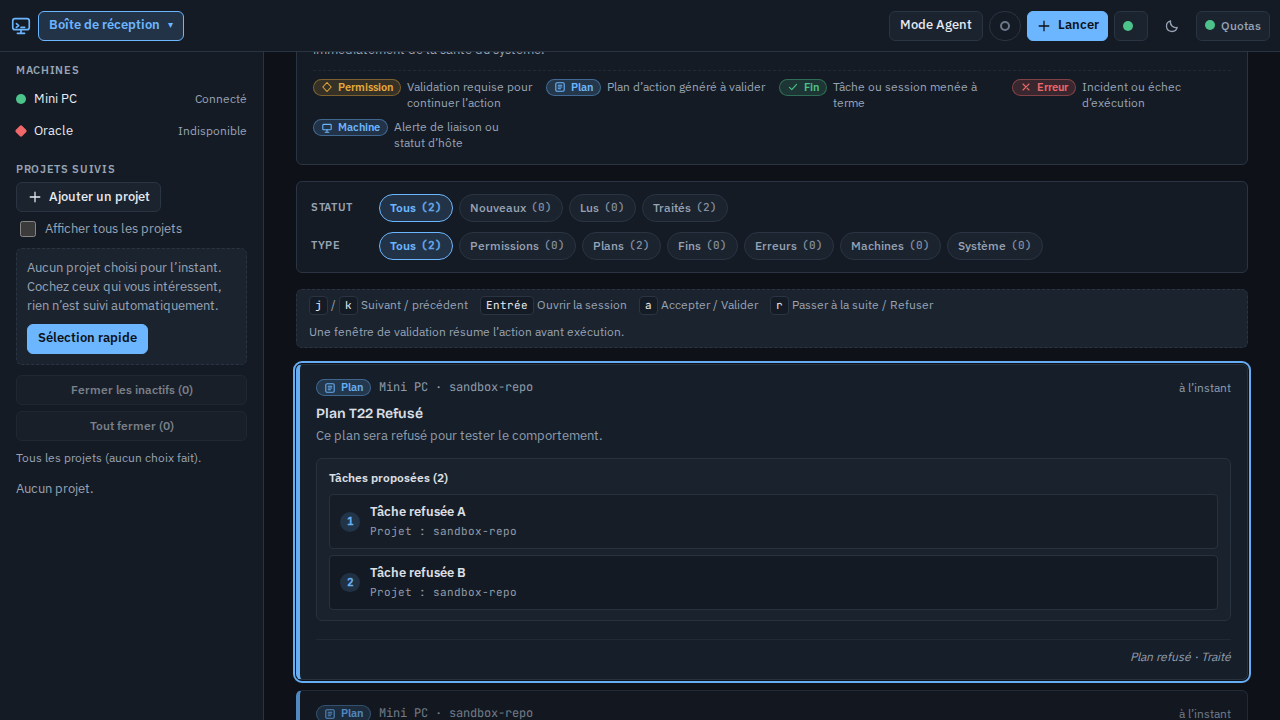 Boîte de réception ▾
Mode Agent
Lancer
Quotas
MACHINES
Mini PC Connecté
Oracle Indisponible
PROJETS SUIVIS
Ajouter un projet
Afficher tous les projets
Aucun projet choisi pour l’instant.
Cochez ceux qui vous intéressent,
rien n’est suivi automatiquement.
Sélection rapide
Fermer les inactifs (0)
Tout fermer (0)
Tous les projets (aucun choix fait).
Aucun projet.
immédiatement de la santé du système.
Permission Validation requise pour
continuer l’action
Plan Plan d’action généré à valider
Fin Tâche ou session menée à
terme
Erreur Incident ou échec
d’exécution
Machine Alerte de liaison ou
statut d’hôte
STATUT Tous (2) Nouveaux (0) Lus (0) Traités (2)
TYPE Tous (2) Permissions (0) Plans (2) Fins (0) Erreurs (0) Machines (0) Système (0)
j / k Suivant / précédent Entrée Ouvrir la session a Accepter / Valider r Passer à la suite / Refuser
Une fenêtre de validation résume l’action avant exécution.
Plan Mini PC · sandbox-repo à l’instant
Plan T22 Refusé
Ce plan sera refusé pour tester le comportement.
Tâches proposées (2)
1 Tâche refusée A
Projet : sandbox-repo
2 Tâche refusée B
Projet : sandbox-repo
Plan refusé · Traité
Plan Mini PC · sandbox-repo à l’instant